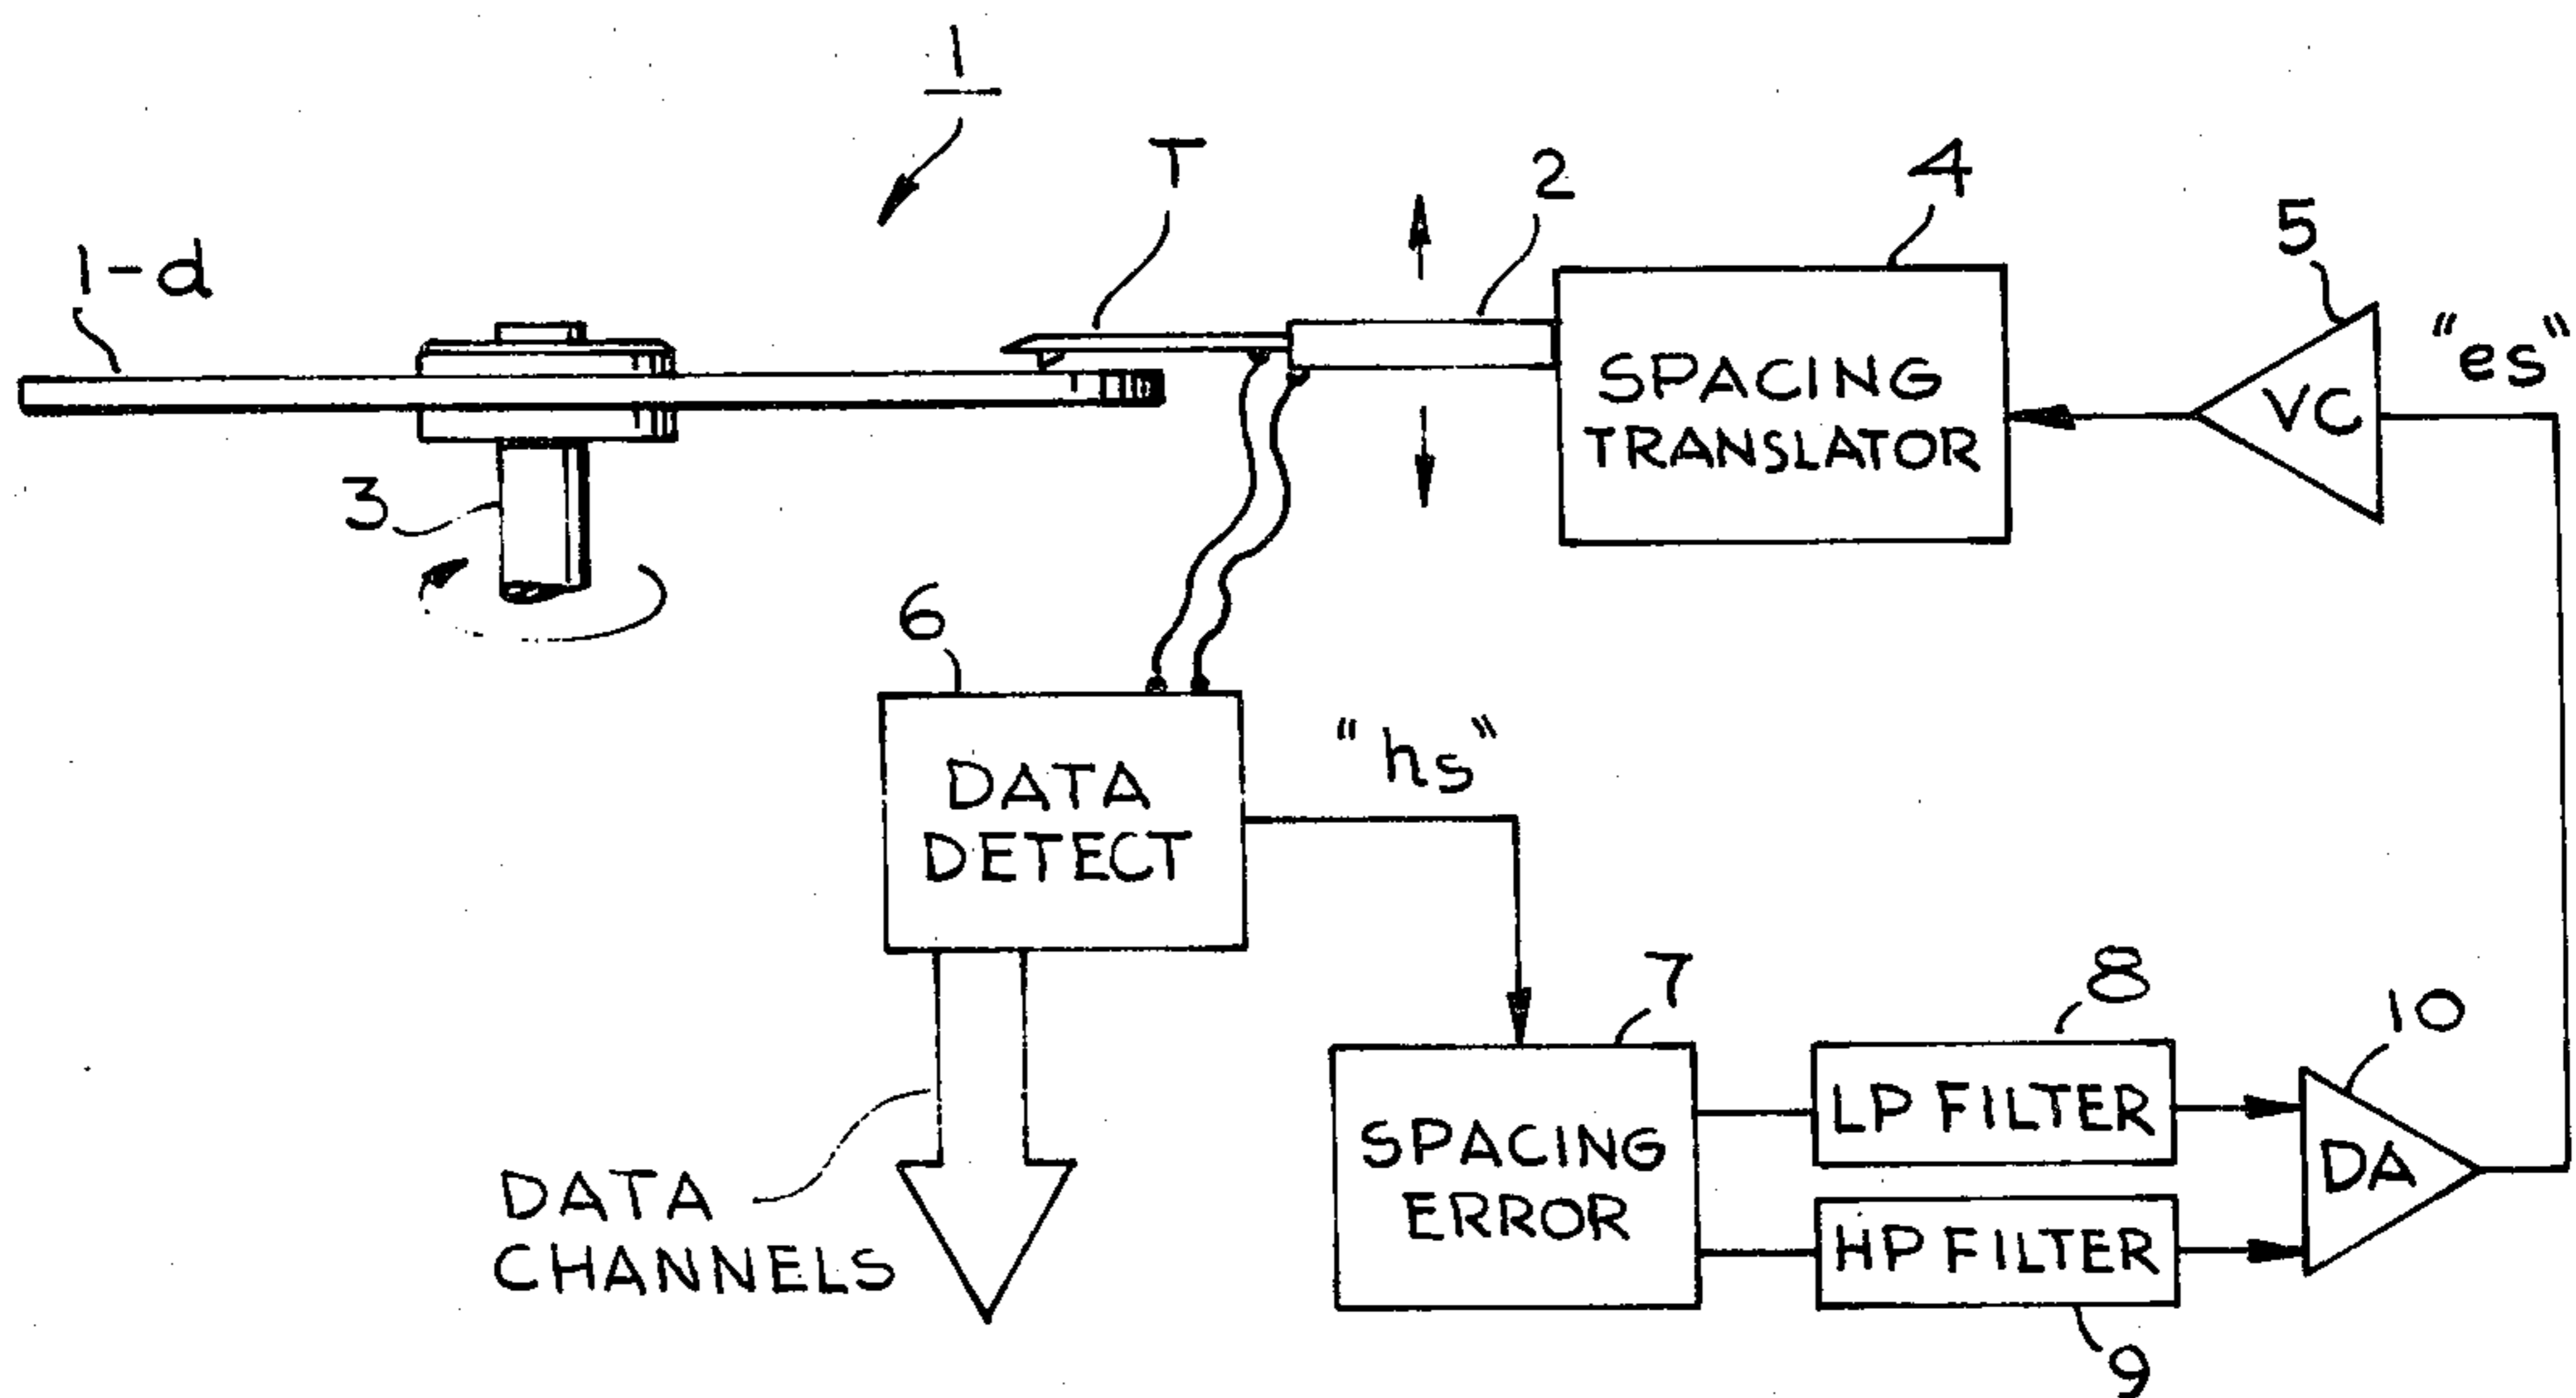 1
T
2
4
5
"es"
1-d
SPACING
TRANSLATOR
VC
3
6
"hs"
DATA
DETECT
7
8
10
LP FILTER
SPACING
ERROR
DA
DATA
CHANNELS
HP FILTER
9